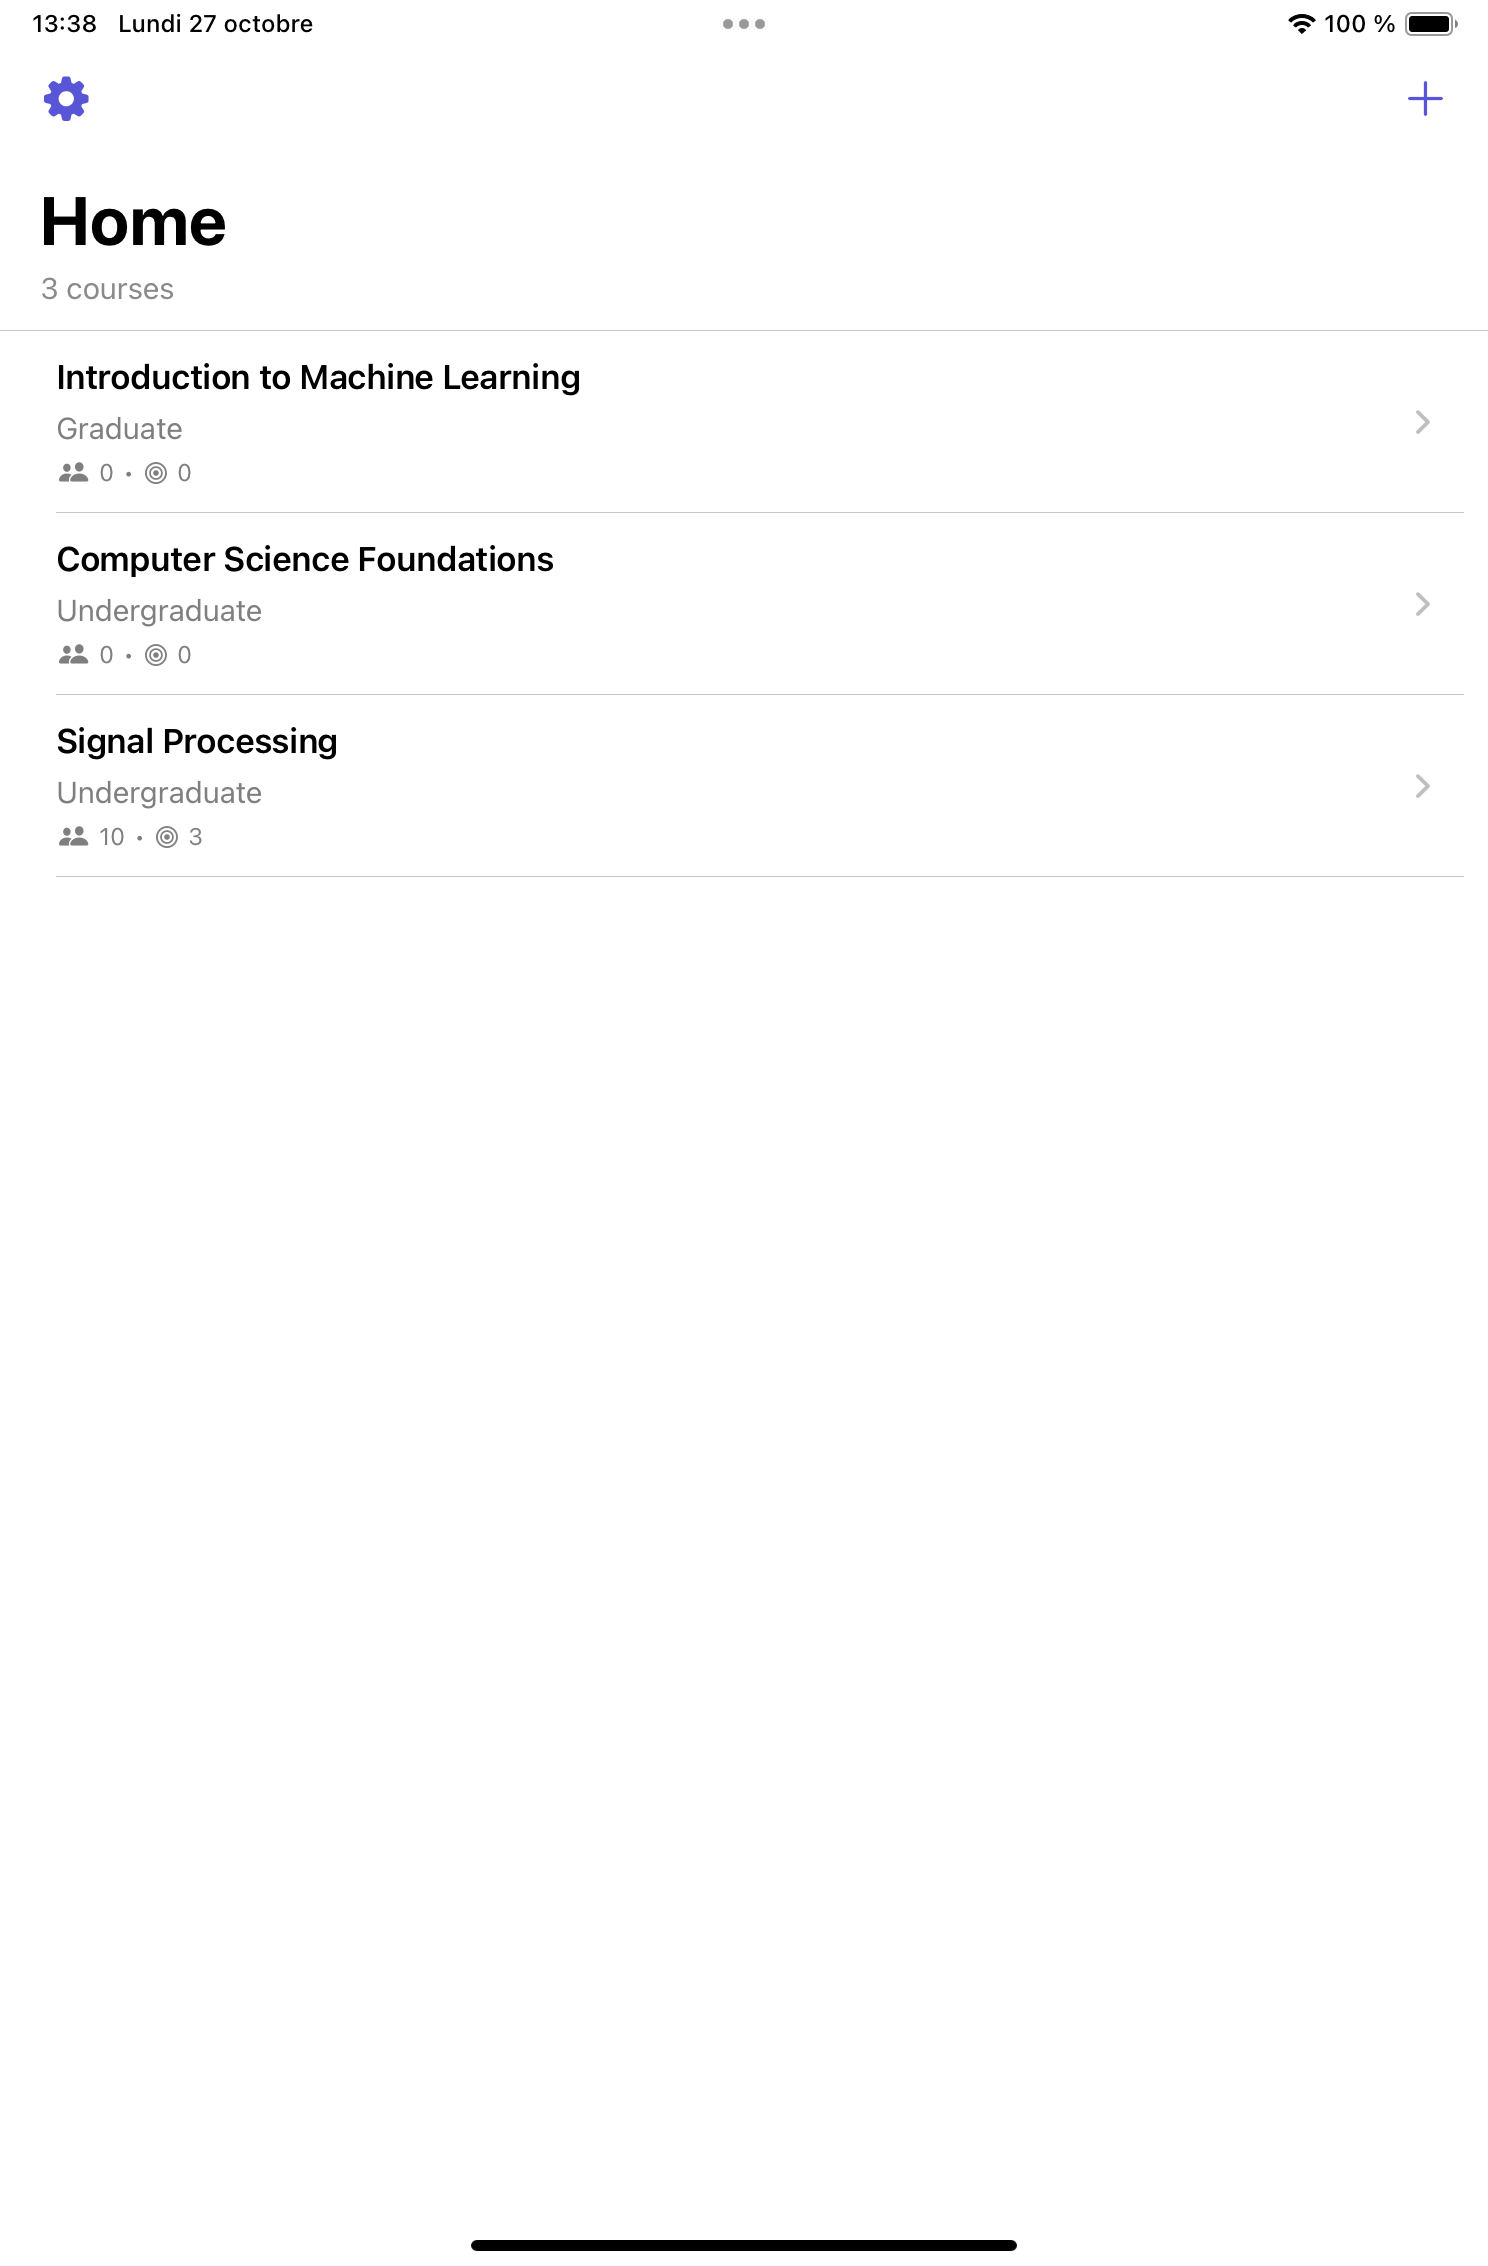 13:38 Lundi 27 octobre 100 %
Home
3 courses
Introduction to Machine Learning
Graduate
0 • 0
Computer Science Foundations
Undergraduate
0 • 0
Signal Processing
Undergraduate
10 • 3